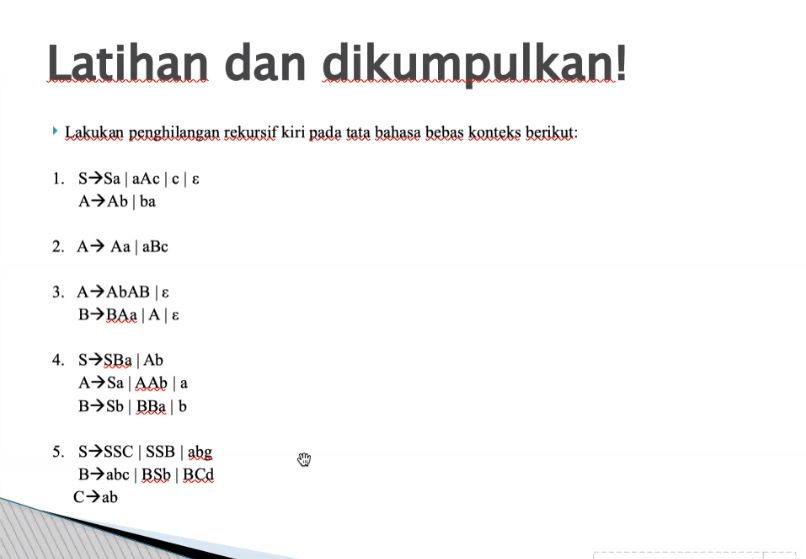 Latihan dan dikumpulkan!
Lakukan penghilangan rekursif kiri pada tata bahasa bebas konteks berikut:
1. S→Sa | aAc | c | ε
A→Ab | ba
2. A→ Aa | aBc
3. A→AbAB | ε
B→BAa | A | ε
4. S→SBa | Ab
A→Sa | AAb | a
B→Sb | BBa | b
5. S→SSC | SSB | abg
B→abc | BSb | BCd
C→ab